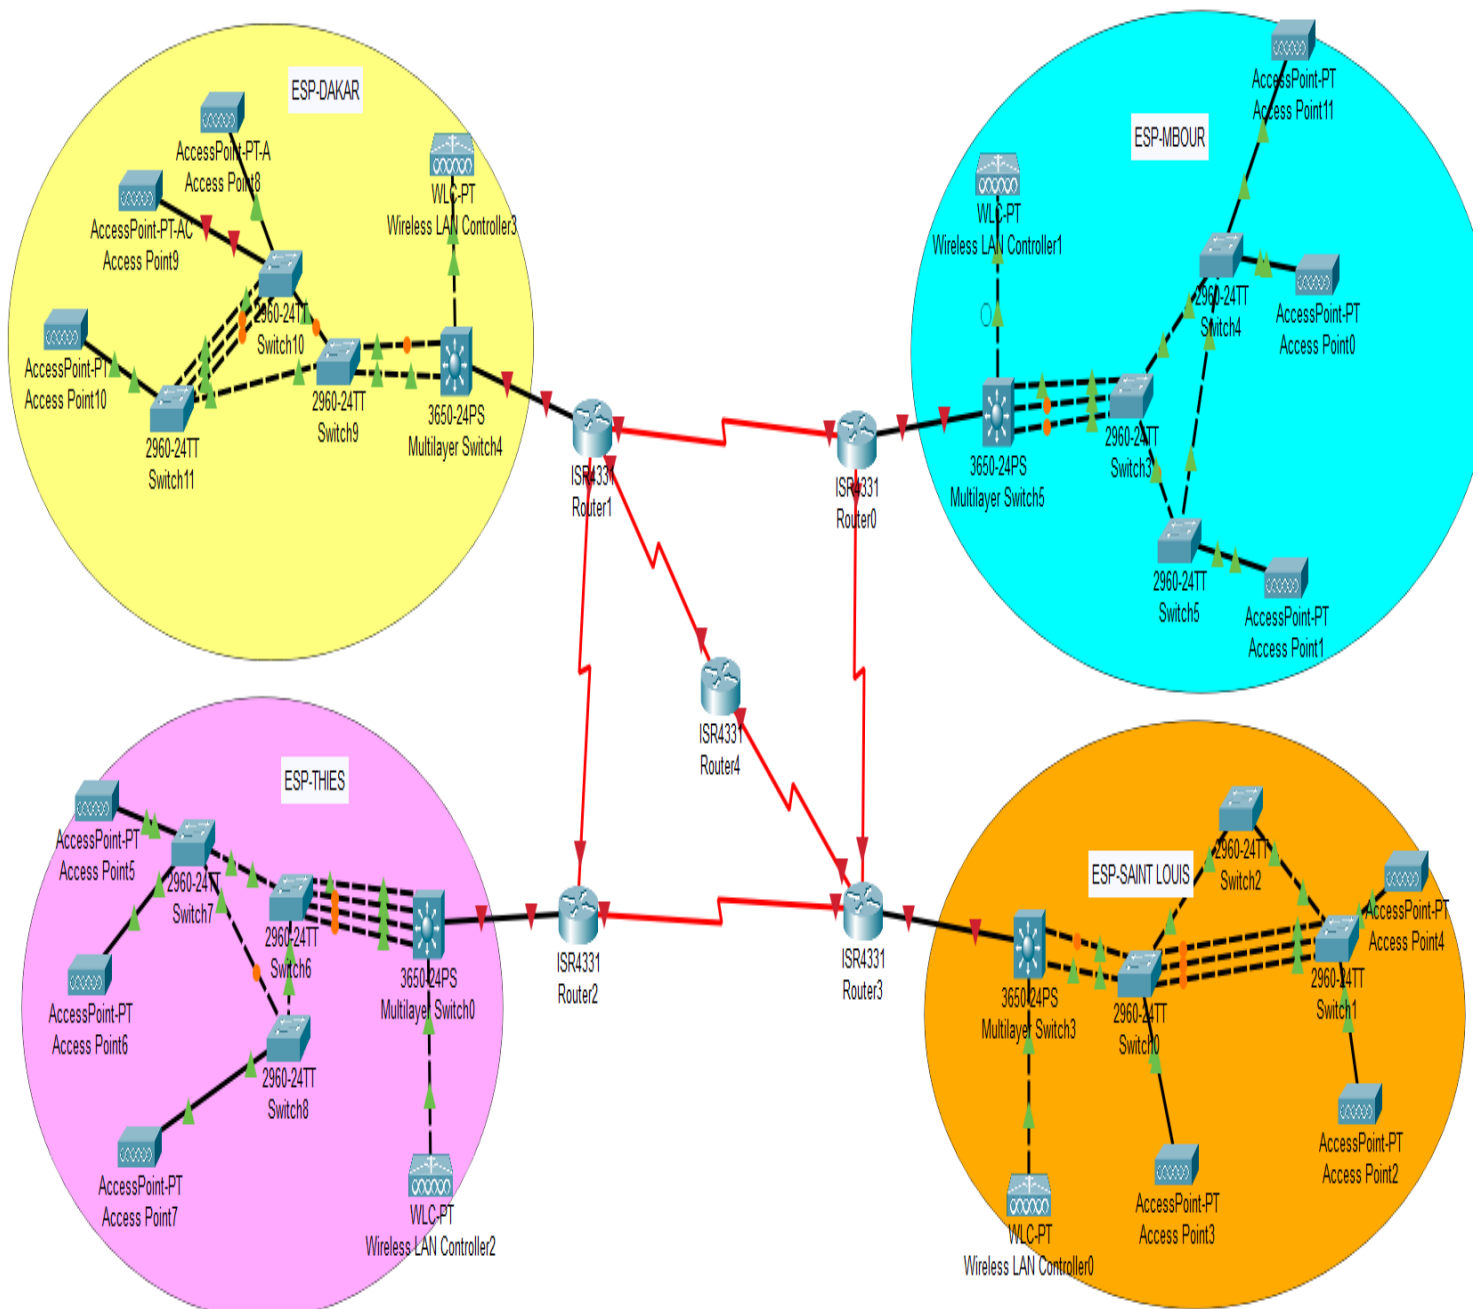 ESP-DAKAR
AccessPoint-PT-A
Access Point8
AccessPoint-PT-AC
Access Point9
AccessPoint-PT
Access Point10
2960-24TT
Switch10
2960-24TT
Switch9
2960-24TT
Switch11
WLC-PT
Wireless LAN Controller3
3650-24PS
Multilayer Switch4
ISR4331
Router1
ISR4331
Router0
ESP-MBOUR
AccessPoint-PT
Access Point11
WLC-PT
Wireless LAN Controller1
2960-24TT
Switch4
AccessPoint-PT
Access Point0
3650-24PS
Multilayer Switch5
2960-24TT
Switch3
2960-24TT
Switch5
AccessPoint-PT
Access Point1
ISR4331
Router4
ESP-THIES
AccessPoint-PT
Access Point5
2960-24TT
Switch7
2960-24TT
Switch6
AccessPoint-PT
Access Point6
3650-24PS
Multilayer Switch0
2960-24TT
Switch8
AccessPoint-PT
Access Point7
WLC-PT
Wireless LAN Controller2
ISR4331
Router2
ISR4331
Router3
ESP-SAINT LOUIS
2960-24TT
Switch2
AccessPoint-PT
Access Point4
3650-24PS
Multilayer Switch3
2960-24TT
Switch0
2960-24TT
Switch1
AccessPoint-PT
Access Point2
AccessPoint-PT
Access Point3
WLC-PT
Wireless LAN Controller0